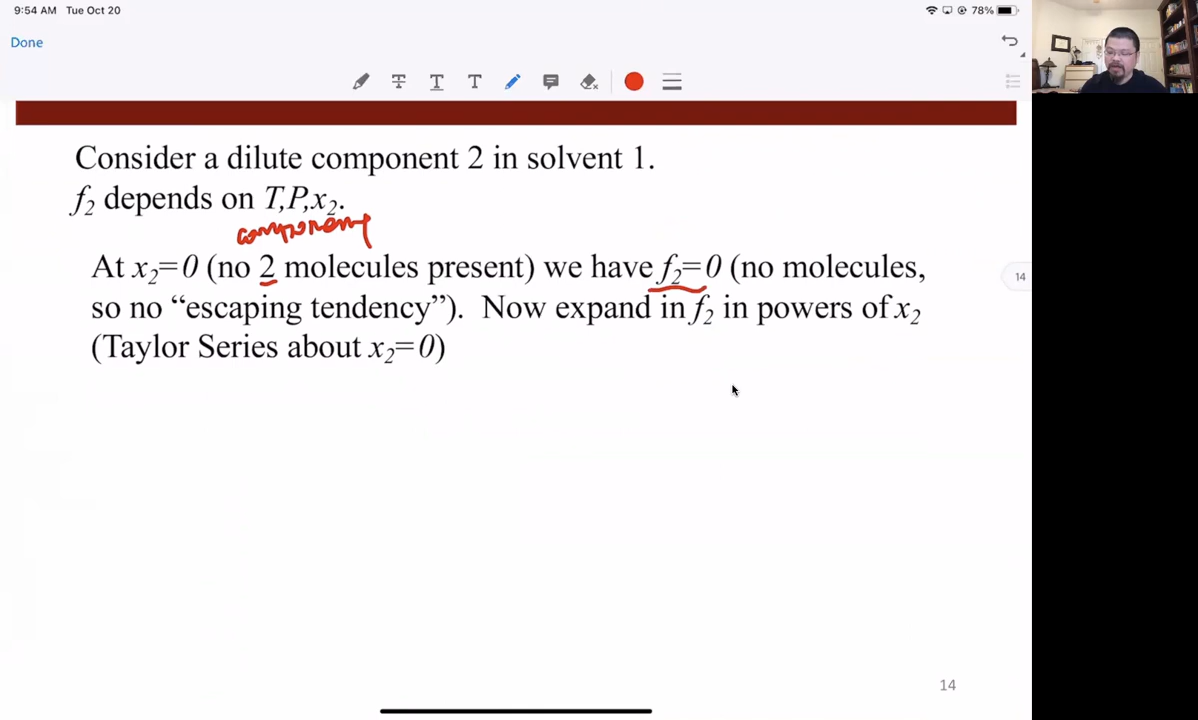 9:54 AM Tue Oct 20
78%
Done
Consider a dilute component 2 in solvent 1.
f₂ depends on T,P,x₂.
component
At x₂=0 (no 2 molecules present) we have f₂=0 (no molecules,
so no “escaping tendency”). Now expand in f₂ in powers of x₂
(Taylor Series about x₂=0)
14
14